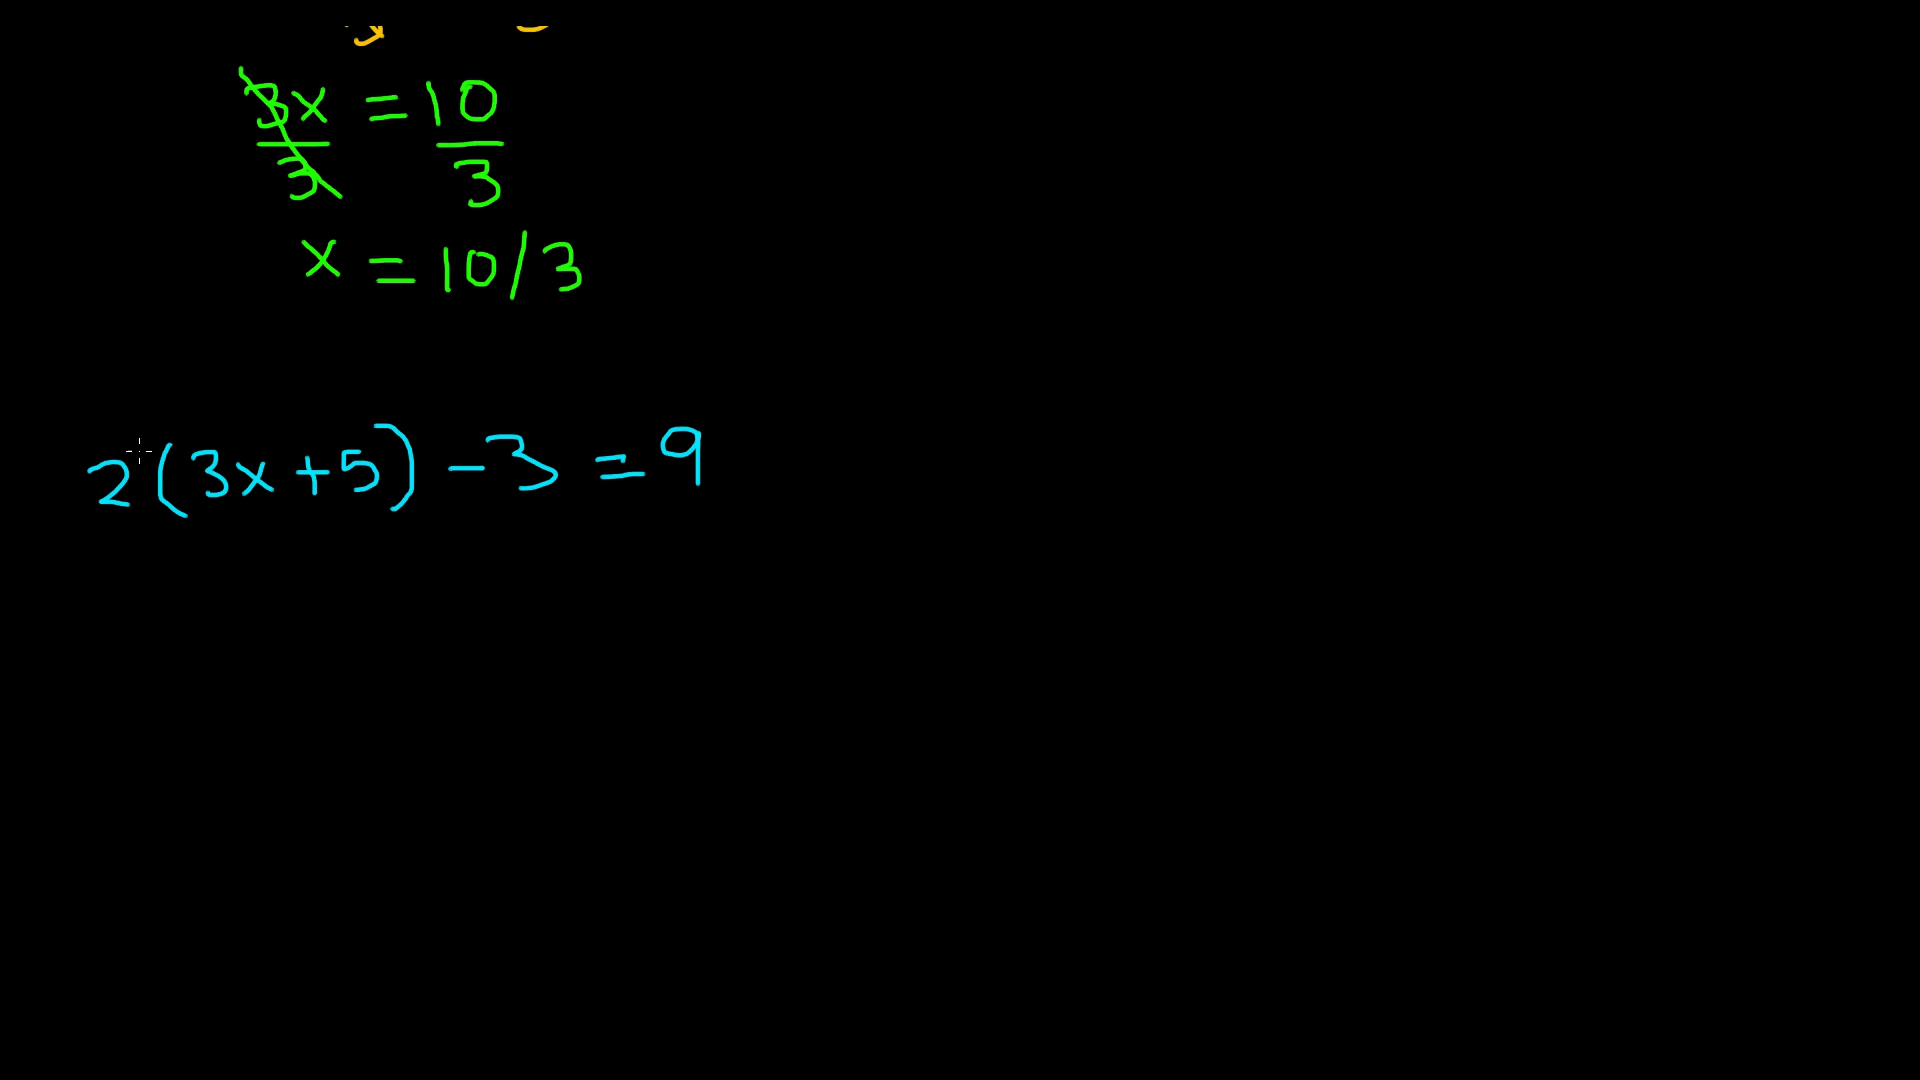 3x = 10
3 3
x = 10/3
2(3x+5) - 3 = 9